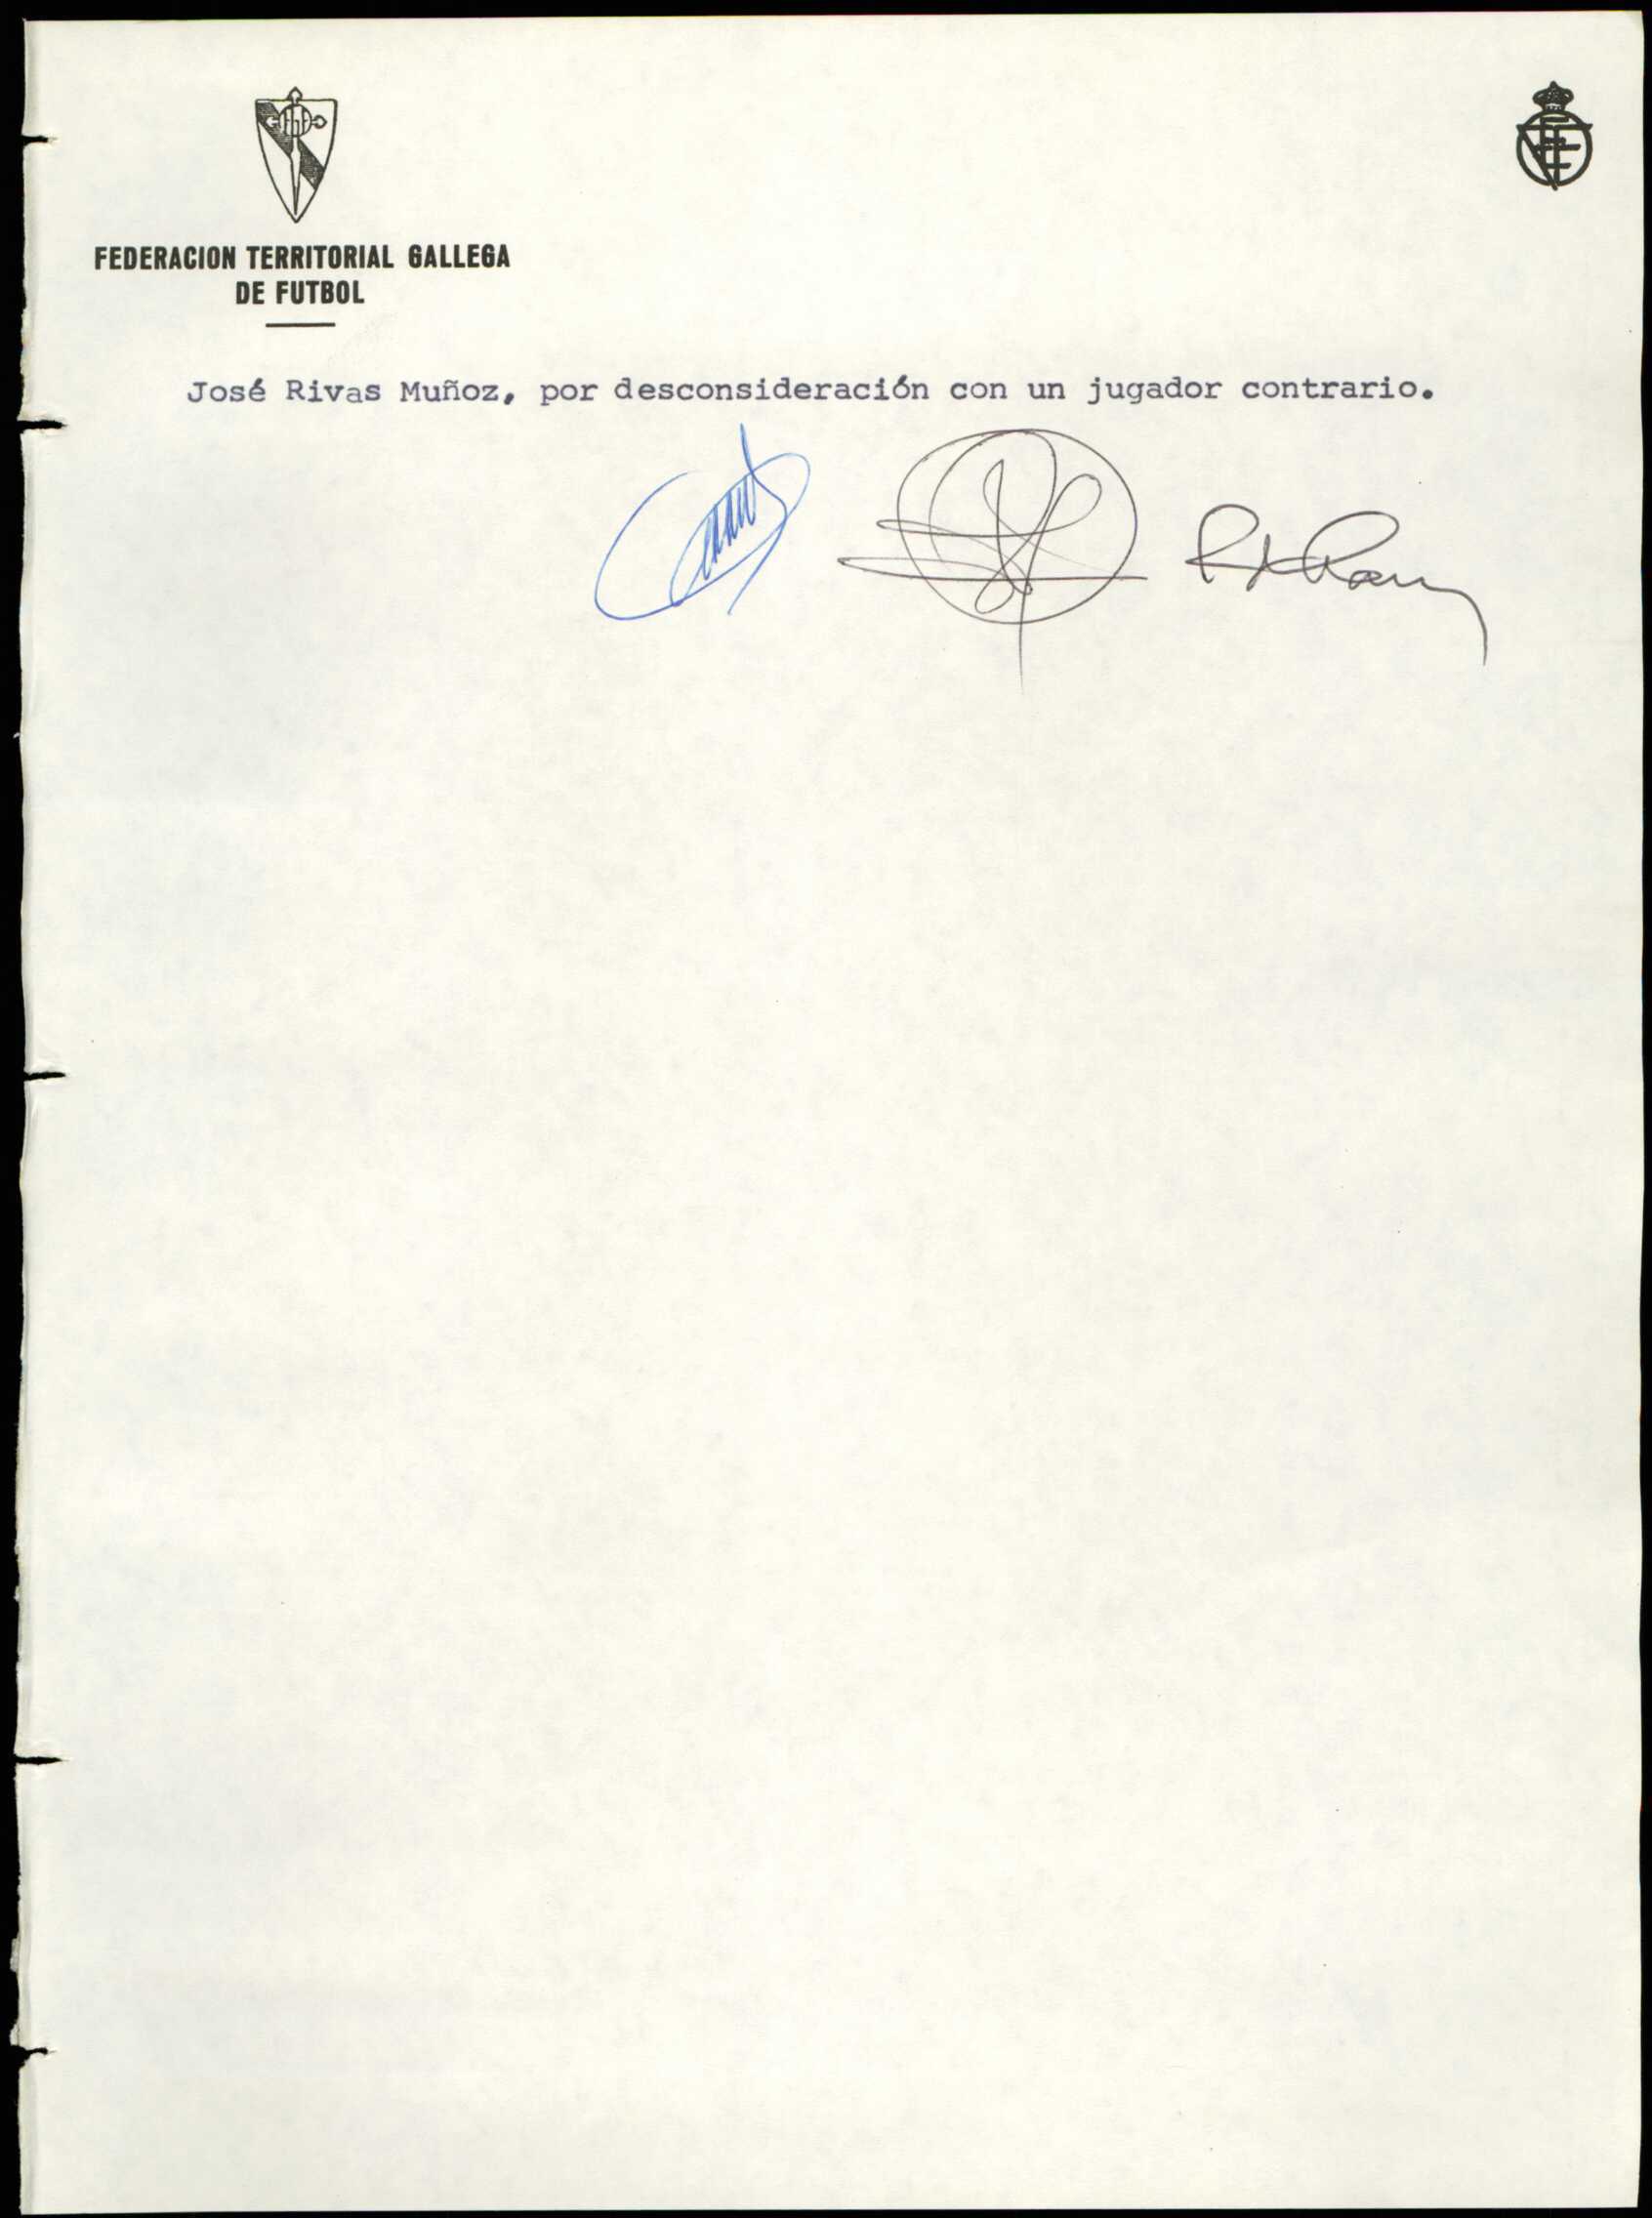 FEDERACION TERRITORIAL GALLEGA
DE FUTBOL
José Rivas Muñoz, por desconsideración con un jugador contrario.